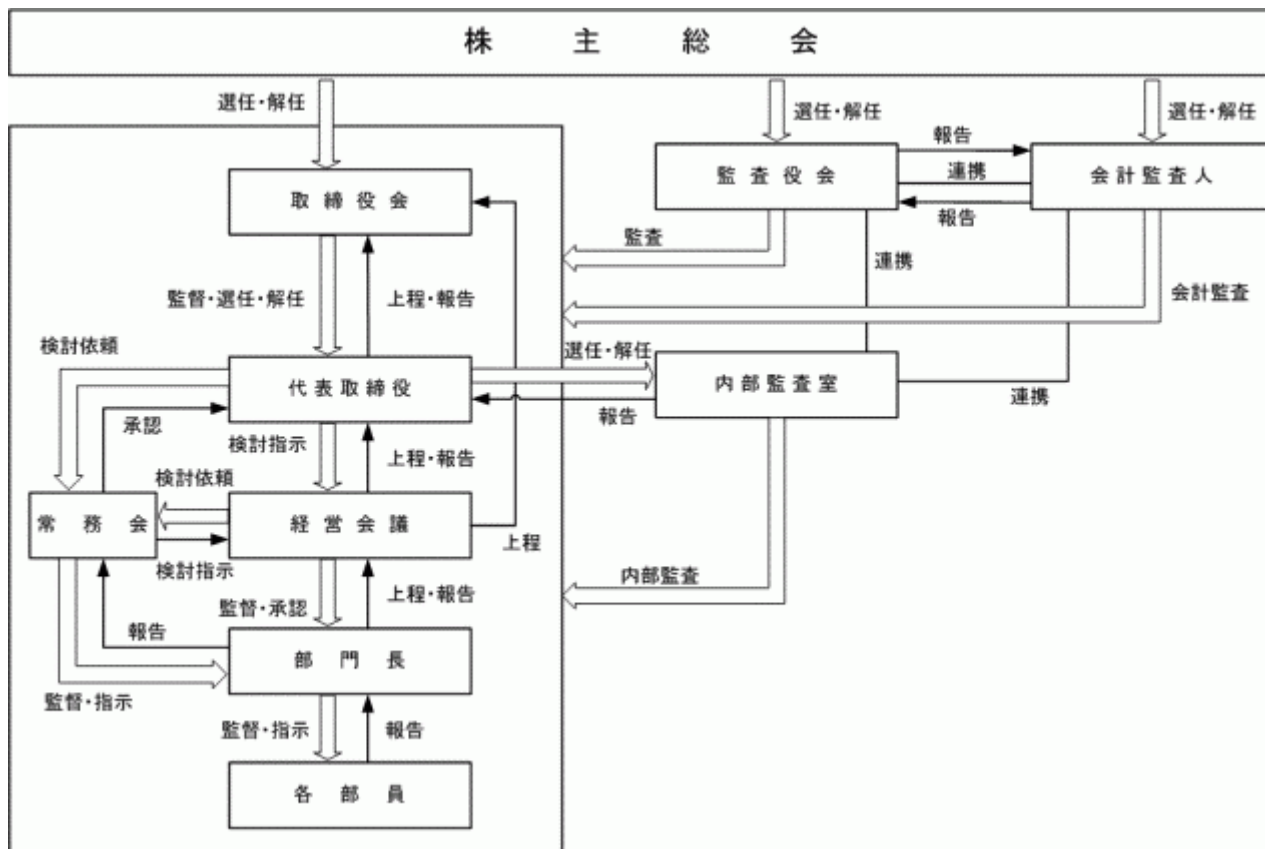 株主総会
選任・解任
選任・解任
選任・解任
取締役会
監査役会
会計監査人
報告
連携
報告
監査
連携
会計監査
監督・選任・解任
上程・報告
検討依頼
選任・解任
代表取締役
内部監査室
報告
連携
承認
検討指示
上程・報告
検討依頼
常務会
経営会議
上程
検討指示
内部監査
監督・承認
上程・報告
報告
部門長
監督・指示
監督・指示
報告
各部員